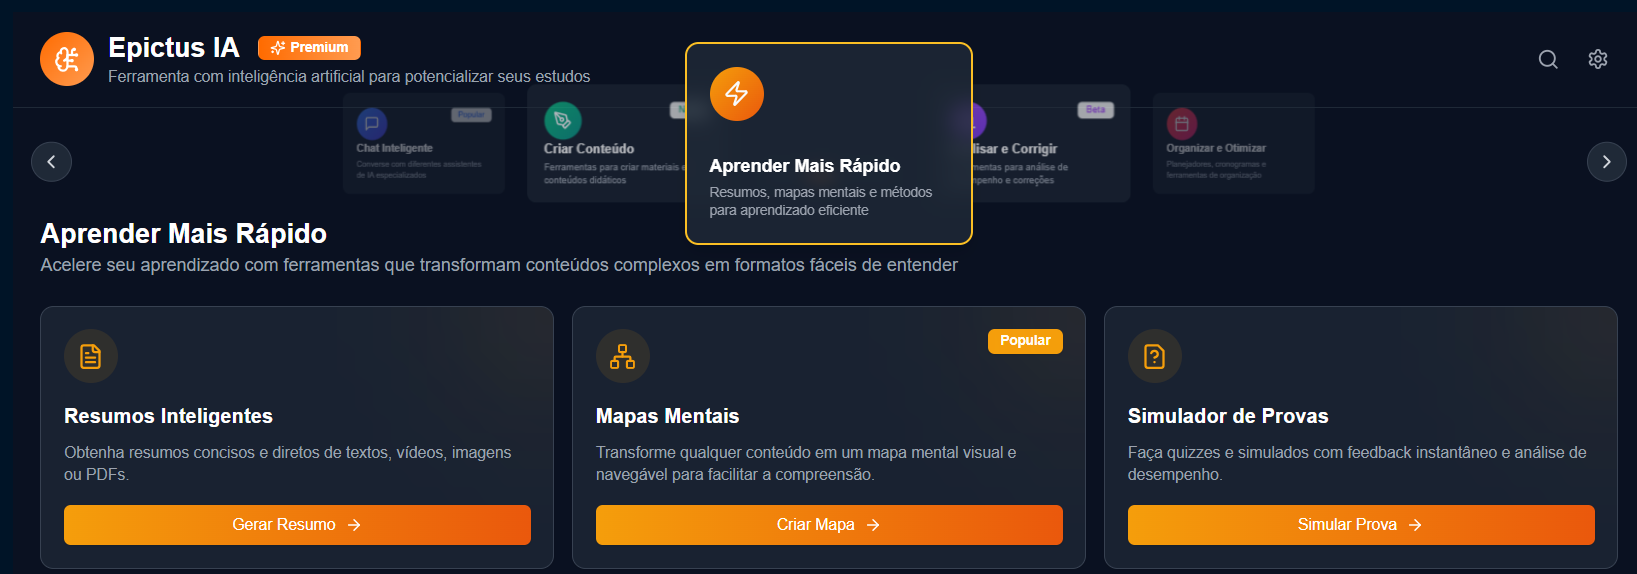 Epictus IA
Premium
Ferramenta com inteligência artificial para potencializar seus estudos
Chat Inteligente
Popular
Converse com diferentes assistentes
de IA especializados
Criar Conteúdo
Ferramentas para criar materiais e
conteúdos didáticos
Aprender Mais Rápido
Resumos, mapas mentais e métodos
para aprendizado eficiente
Beta
lisar e Corrigir
mentas para análise de
penho e correções
Organizar e Otimizar
Planejadores, cronogramas e
ferramentas de organização
Aprender Mais Rápido
Acelere seu aprendizado com ferramentas que transformam conteúdos complexos em formatos fáceis de entender
Resumos Inteligentes
Obtenha resumos concisos e diretos de textos, vídeos, imagens
ou PDFs.
Gerar Resumo
Popular
Mapas Mentais
Transforme qualquer conteúdo em um mapa mental visual e
navegável para facilitar a compreensão.
Criar Mapa
Simulador de Provas
Faça quizzes e simulados com feedback instantâneo e análise de
desempenho.
Simular Prova